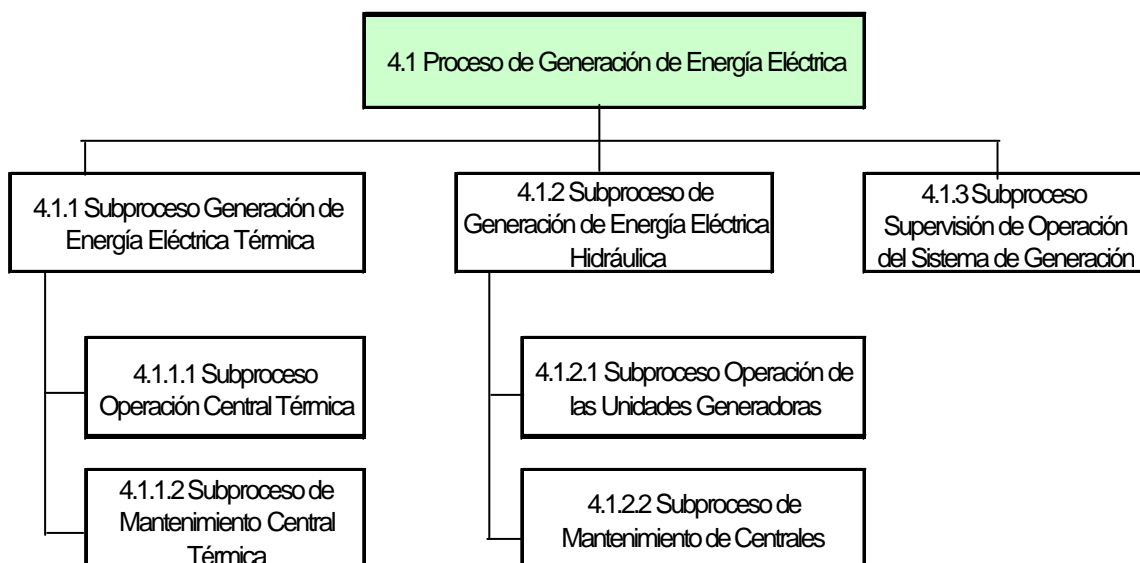 4.1 Proceso de Generación de Energía Eléctrica
4.1.1 Subproceso Generación de
Energía Eléctrica Térmica
4.1.2 Subproceso de
Generación de Energía Eléctrica
Hidráulica
4.1.3 Subproceso
Supervisión de Operación
del Sistema de Generación
4.1.1.1 Subproceso
Operación Central Térmica
4.1.2.1 Subproceso Operación de
las Unidades Generadoras
4.1.1.2 Subproceso de
Mantenimiento Central
Térmica
4.1.2.2 Subproceso de
Mantenimiento de Centrales